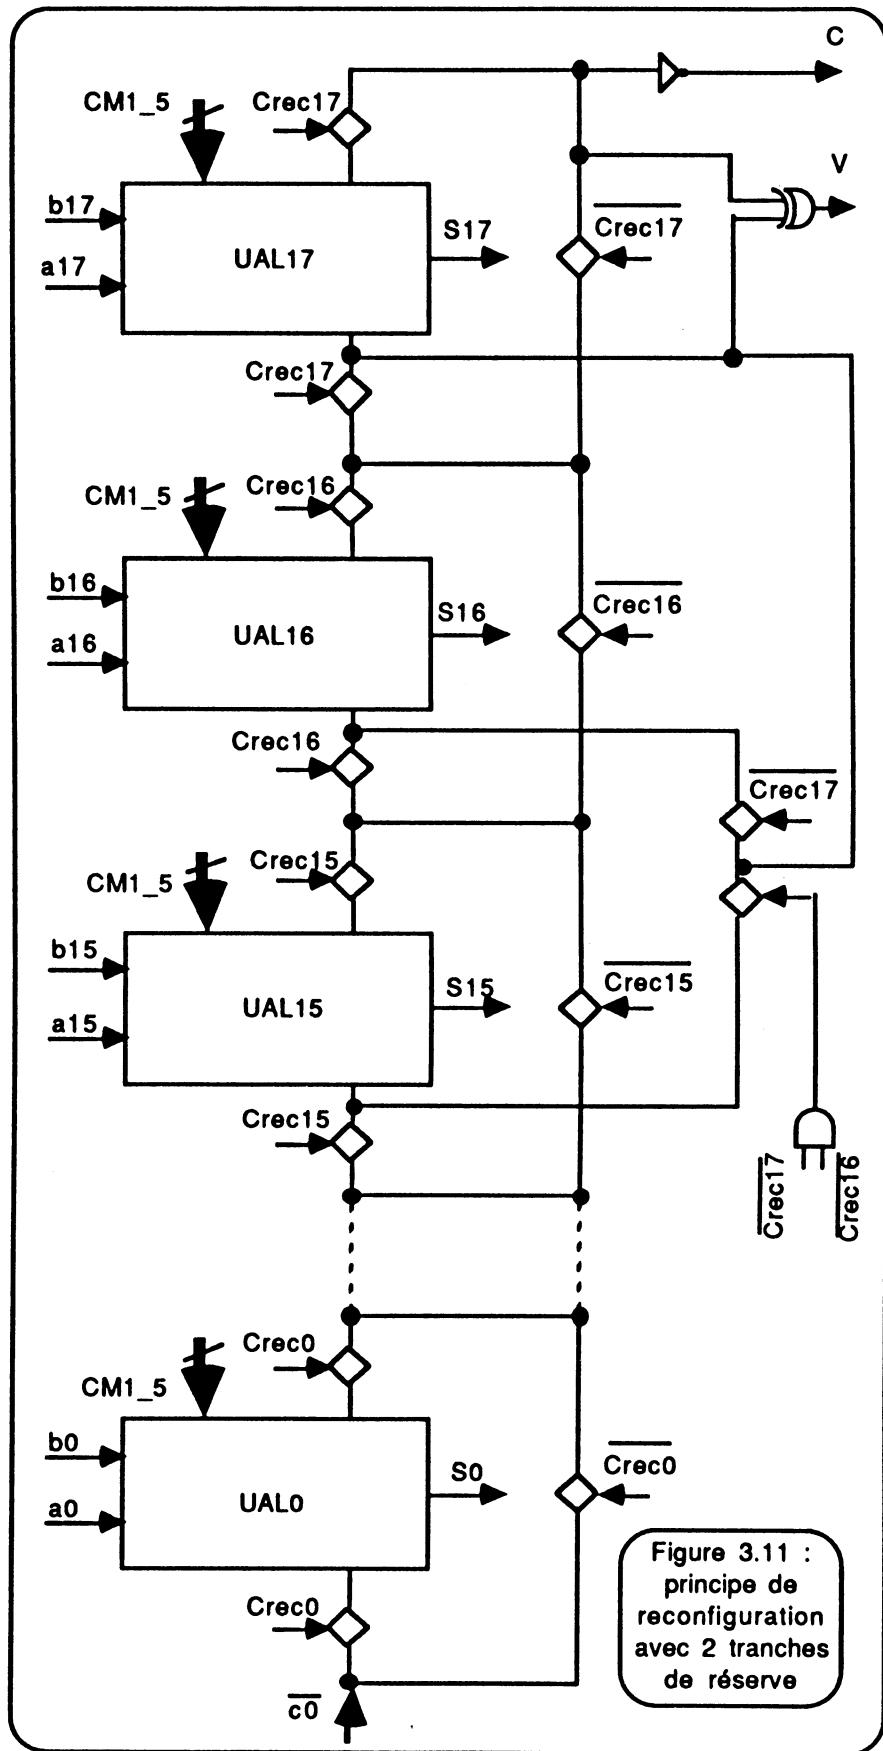 C
CM1_5
Crec17
V
b17
S17
Crec17
a17
UAL17
Crec17
CM1_5
Crec16
b16
S16
Crec16
a16
UAL16
Crec16
Crec17
CM1_5
Crec15
b15
S15
Crec15
a15
UAL15
Crec15
Crec17
Crec16
CM1_5
Crec0
b0
S0
Crec0
a0
UAL0
Crec0
c0
Figure 3.11 :
principe de
reconfiguration
avec 2 tranches
de réserve